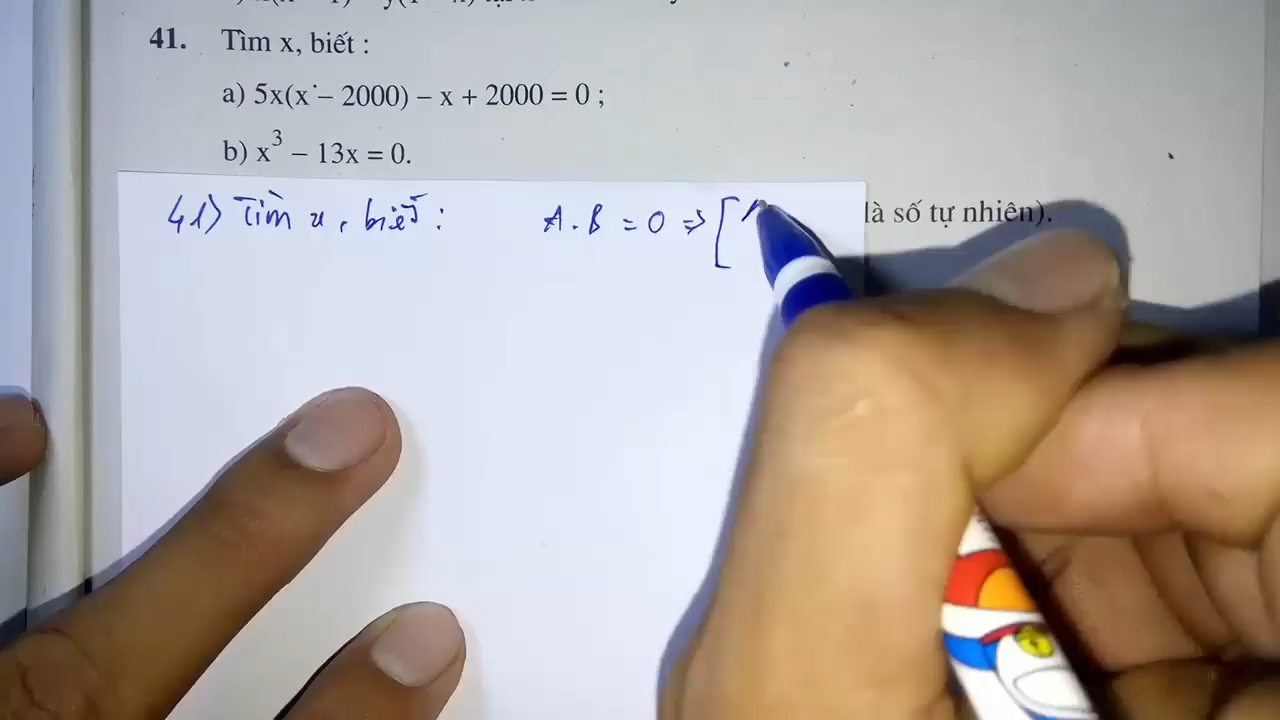 41. Tìm x, biết :
a) 5x(x – 2000) – x + 2000 = 0 ;
b) x³ – 13x = 0.
41) Tìm x, biết : A . B = 0 => [
là số tự nhiên).